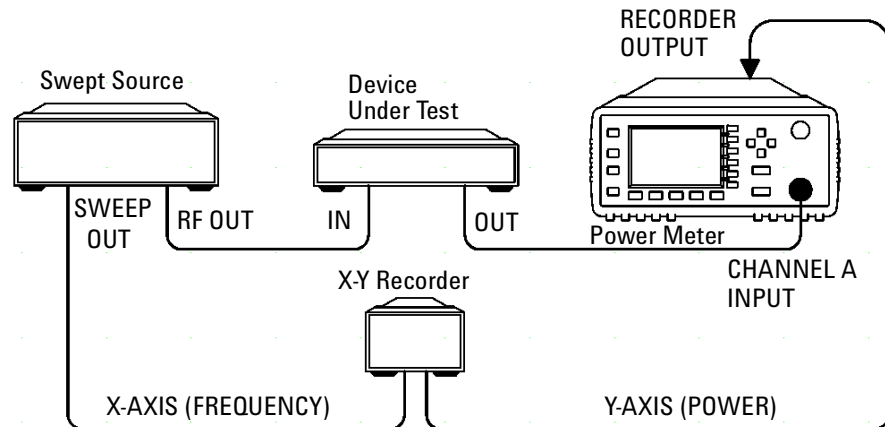 RECORDER
OUTPUT
Swept Source
Device
Under Test
SWEEP
OUT
RF OUT
IN
OUT
Power Meter
CHANNEL A
INPUT
X-Y Recorder
X-AXIS (FREQUENCY)
Y-AXIS (POWER)